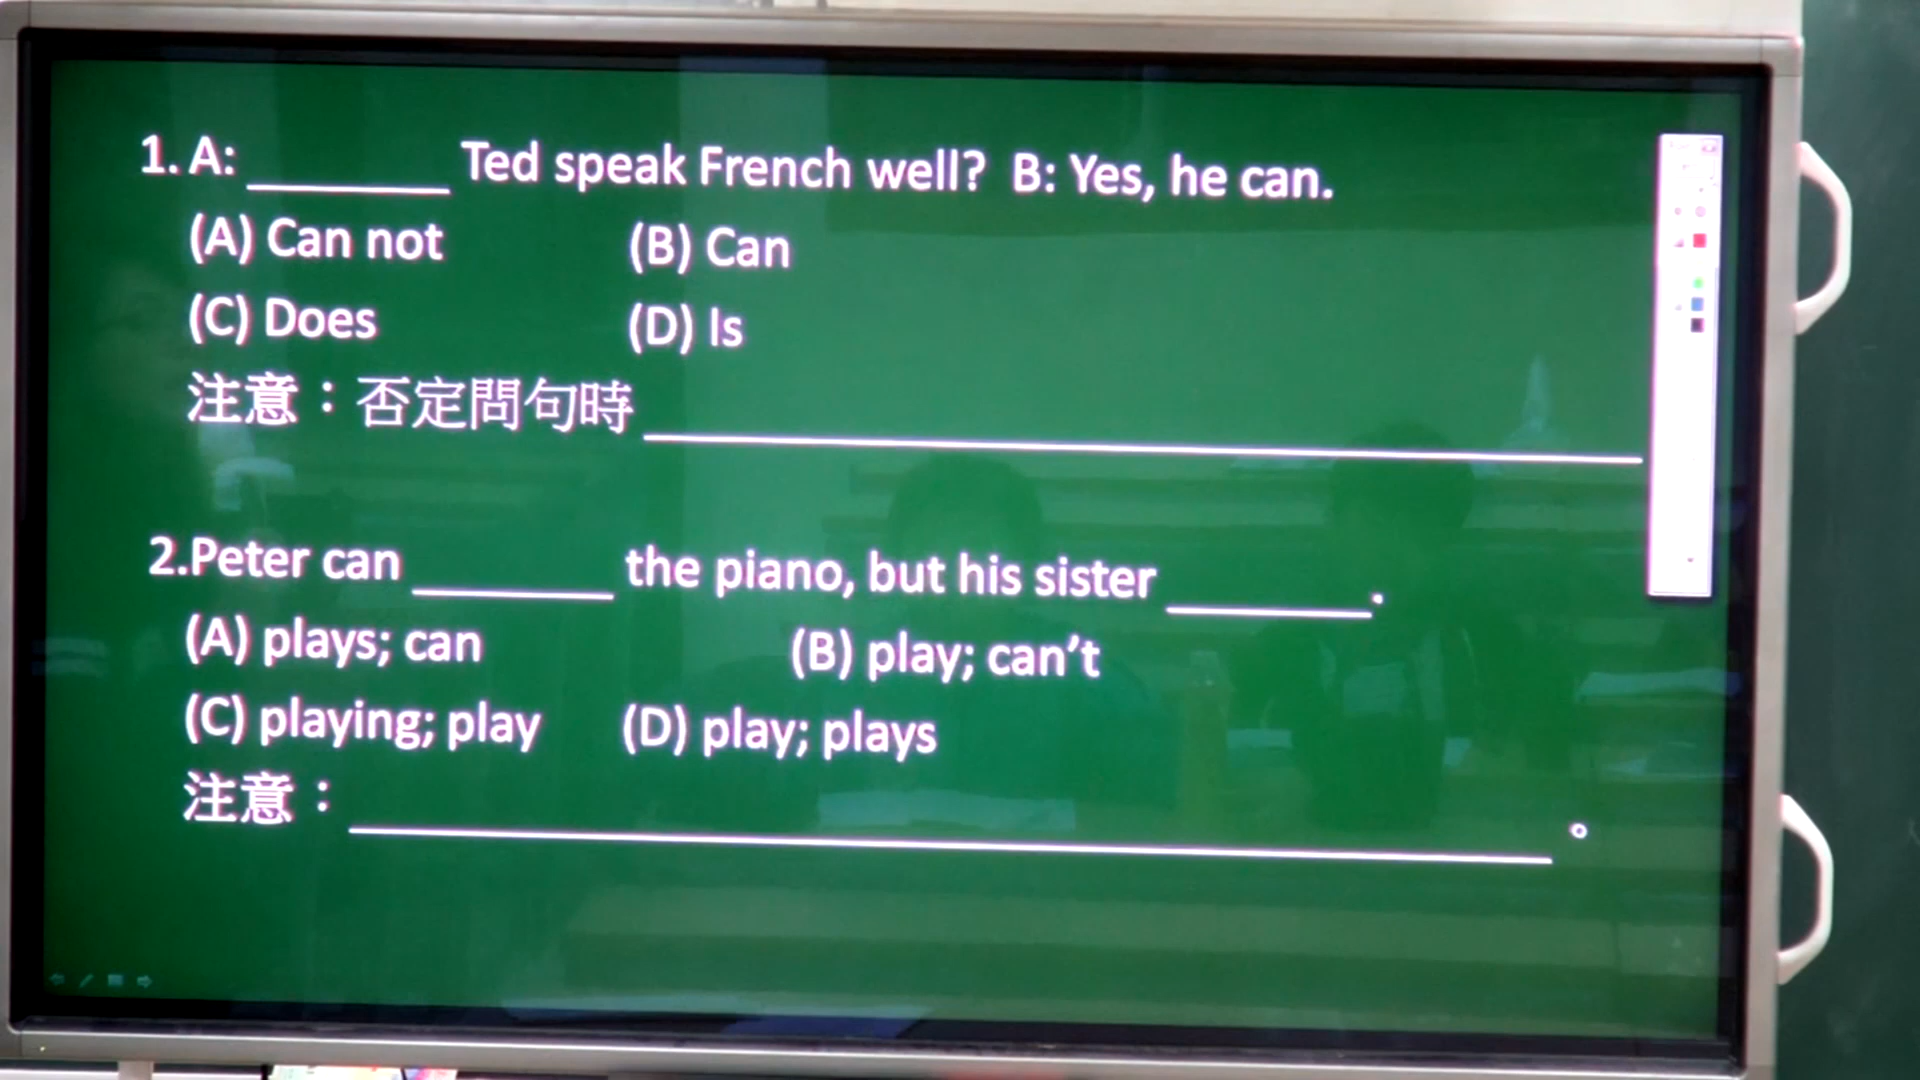 1. A: ________ Ted speak French well? B: Yes, he can.
(A) Can not (B) Can
(C) Does (D) Is
注意：否定問句時 ________
2.Peter can ________ the piano, but his sister ________.
(A) plays; can (B) play; can’t
(C) playing; play (D) play; plays
注意：________。